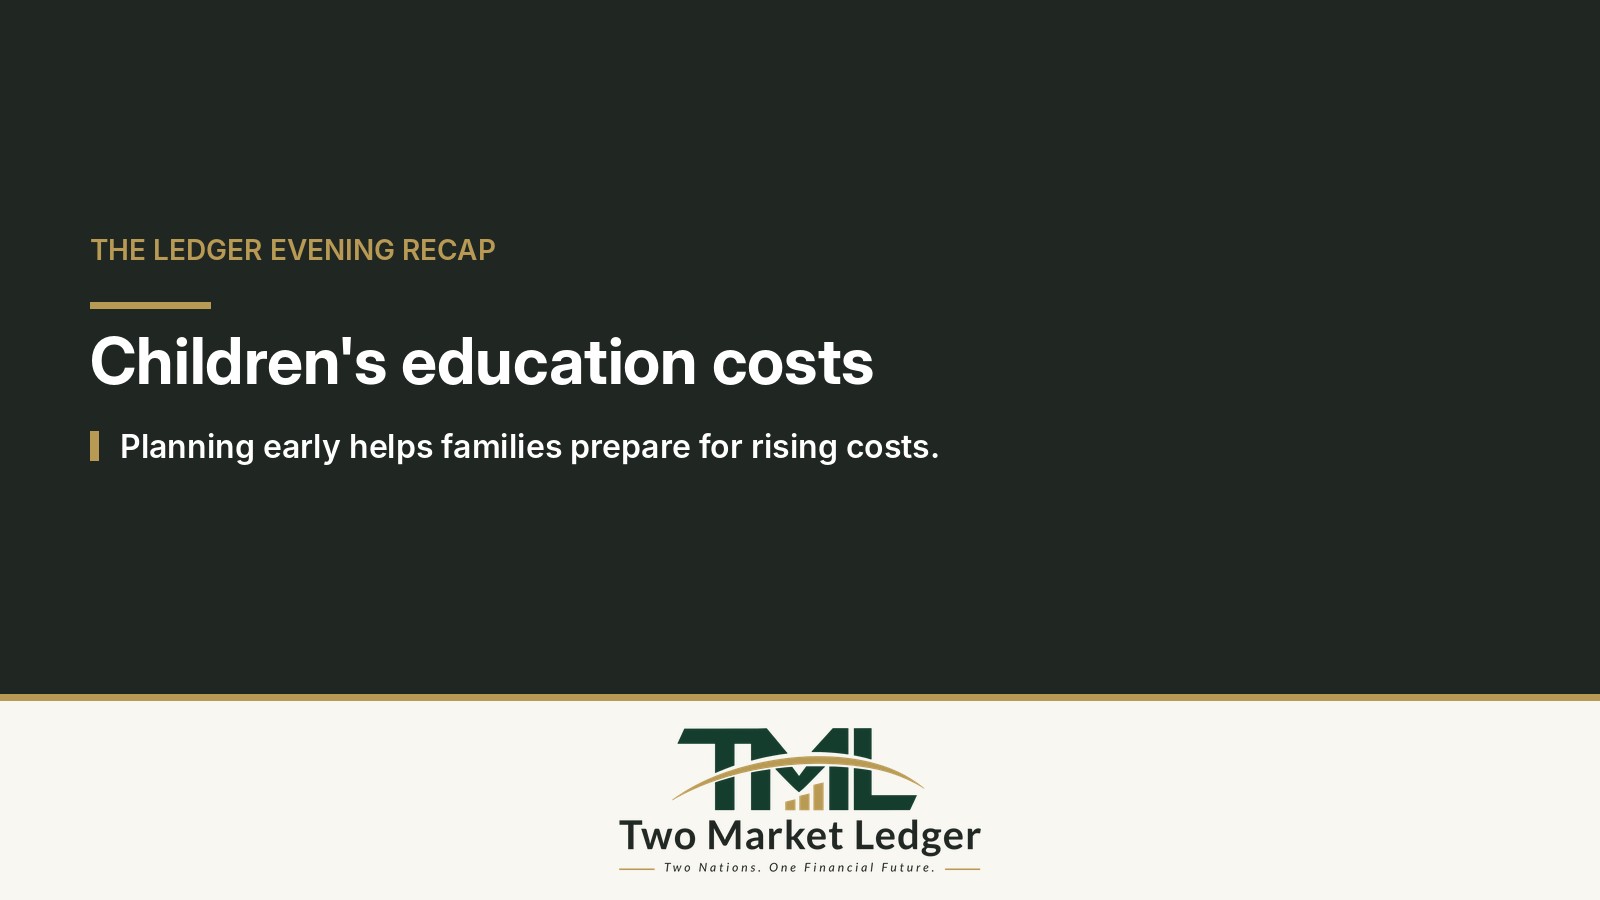 THE LEDGER EVENING RECAP
Children's education costs
Planning early helps families prepare for rising costs.
TML
Two Market Ledger
Two Nations. One Financial Future.